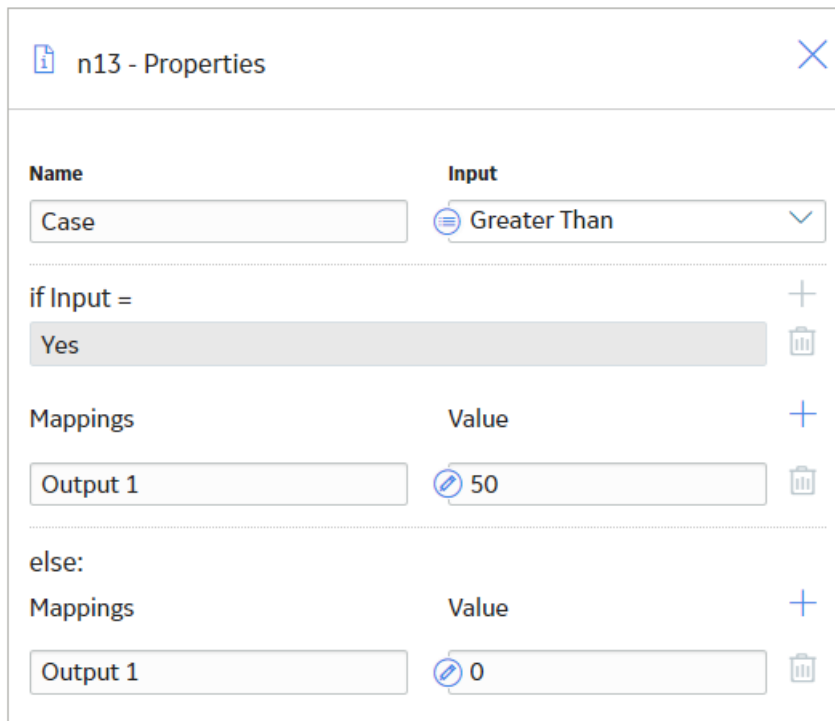 n13 - Properties
Name Input
Case Greater Than
if Input =
Yes
Mappings Value
Output 1 50
else:
Mappings Value
Output 1 0